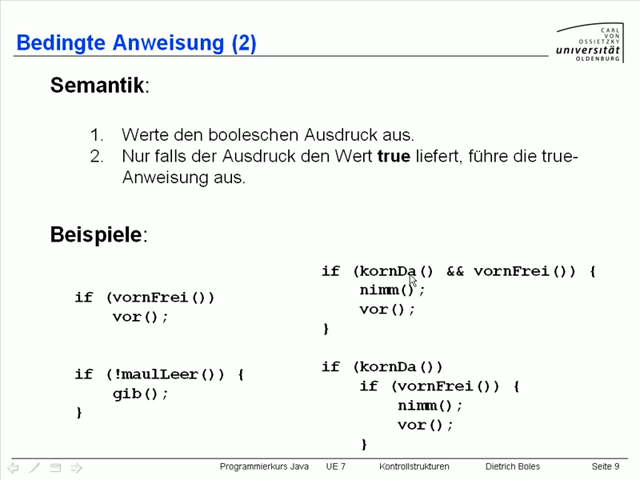 Bedingte Anweisung (2)
CARL
VON
OSSIETZKY
universität
OLDENBURG
Semantik:
1. Werte den booleschen Ausdruck aus.
2. Nur falls der Ausdruck den Wert true liefert, führe die true-
Anweisung aus.
Beispiele:
if (vornFrei())
vor();
if (!maulLeer()) {
gib();
}
if (kornDa() && vornFrei()) {
nimm();
vor();
}
if (kornDa())
if (vornFrei()) {
nimm();
vor();
}
Programmierkurs Java UE 7 Kontrollstrukturen Dietrich Boles Seite 9